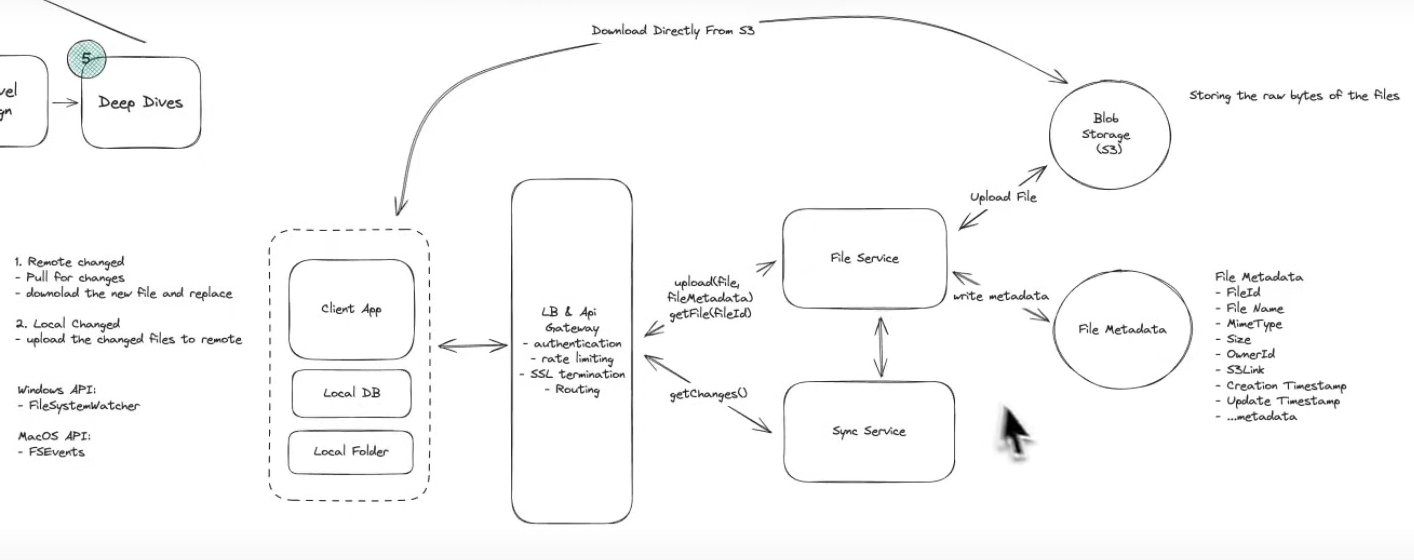 Download Directly From S3
5
vel
gn
Deep Dives
Storing the raw bytes of the files
Blob
Storage
(S3)
Upload File
1. Remote changed
- Pull for changes
- downolad the new file and replace
2. Local Changed
- upload the changed files to remote
Windows API:
- FileSystemWatcher
MacOS API:
- FSEvents
Client App
Local DB
Local Folder
LB & Api
Gateway
- authentication
- rate limiting
- SSL termination
- Routing
upload(file,
fileMetadata)
getFile(fileId)
getChanges()
File Service
Sync Service
write metadata
File Metadata
File Metadata
- FileId
- File Name
- MimeType
- Size
- OwnerId
- S3Link
- Creation Timestamp
- Update Timestamp
- ...metadata